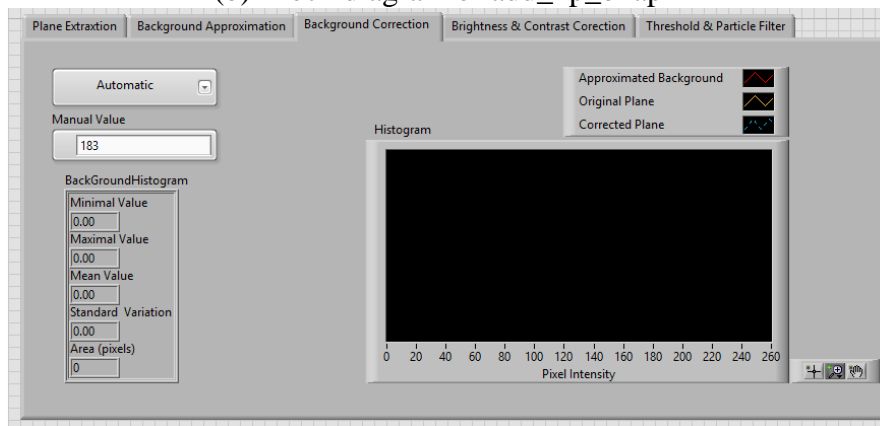 Plane Extraxtion Background Approximation Background Correction Brightness & Contrast Corection Threshold & Particle Filter
Automatic
Manual Value
183
BackGroundHistogram
Minimal Value
0.00
Maximal Value
0.00
Mean Value
0.00
Standard Variation
0.00
Area (pixels)
0
Approximated Background
Original Plane
Corrected Plane
Histogram
0 20 40 60 80 100 120 140 160 180 200 220 240 260
Pixel Intensity